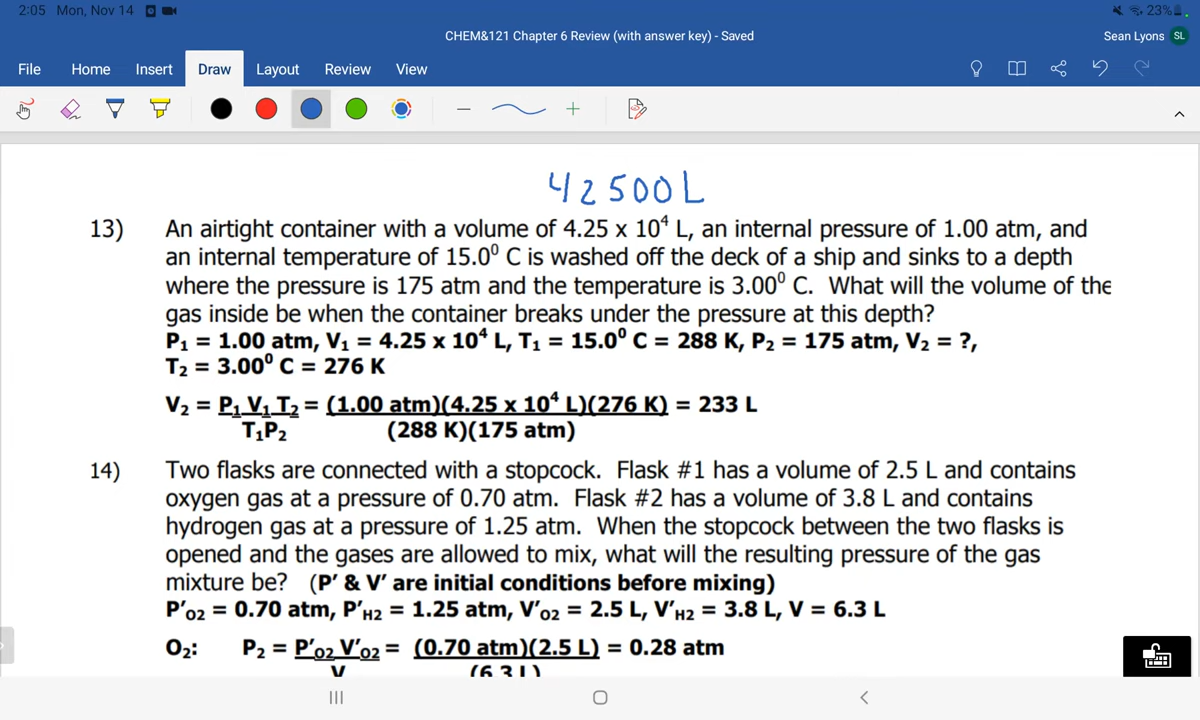 2:05 Mon, Nov 14 23%
CHEM&121 Chapter 6 Review (with answer key) - Saved
Sean Lyons SL
File Home Insert Draw Layout Review View
42500L
13) An airtight container with a volume of 4.25 x 10⁴ L, an internal pressure of 1.00 atm, and
an internal temperature of 15.0⁰ C is washed off the deck of a ship and sinks to a depth
where the pressure is 175 atm and the temperature is 3.00⁰ C. What will the volume of the
gas inside be when the container breaks under the pressure at this depth?
P₁ = 1.00 atm, V₁ = 4.25 x 10⁴ L, T₁ = 15.0⁰ C = 288 K, P₂ = 175 atm, V₂ = ?,
T₂ = 3.00⁰ C = 276 K
V₂ = P₁ V₁ T₂ = (1.00 atm)(4.25 x 10⁴ L)(276 K) = 233 L
T₁P₂ (288 K)(175 atm)
14) Two flasks are connected with a stopcock. Flask #1 has a volume of 2.5 L and contains
oxygen gas at a pressure of 0.70 atm. Flask #2 has a volume of 3.8 L and contains
hydrogen gas at a pressure of 1.25 atm. When the stopcock between the two flasks is
opened and the gases are allowed to mix, what will the resulting pressure of the gas
mixture be? (P’ & V’ are initial conditions before mixing)
P’O2 = 0.70 atm, P’H2 = 1.25 atm, V’O2 = 2.5 L, V’H2 = 3.8 L, V = 6.3 L
O₂: P₂ = P’O2 V’O2 = (0.70 atm)(2.5 L) = 0.28 atm
V (6.3 L)